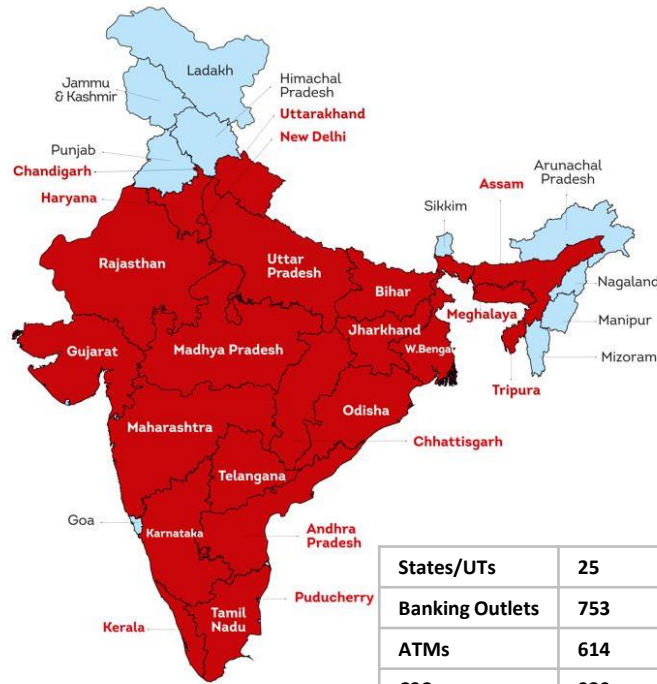 Ladakh
Jammu
& Kashmir
Himachal
Pradesh
Uttarakhand
New Delhi
Punjab
Chandigarh
Haryana
Assam
Arunachal
Pradesh
Sikkim
Rajasthan
Uttar
Pradesh
Bihar
Nagaland
Meghalaya
Manipur
Jharkhand
Gujarat
Madhya Pradesh
W.Bengal
Mizoram
Tripura
Odisha
Maharashtra
Chhattisgarh
Telangana
Goa
Karnataka
Andhra
Pradesh
Puducherry
Kerala
Tamil
Nadu
States/UTs 25
Banking Outlets 753
ATMs 614